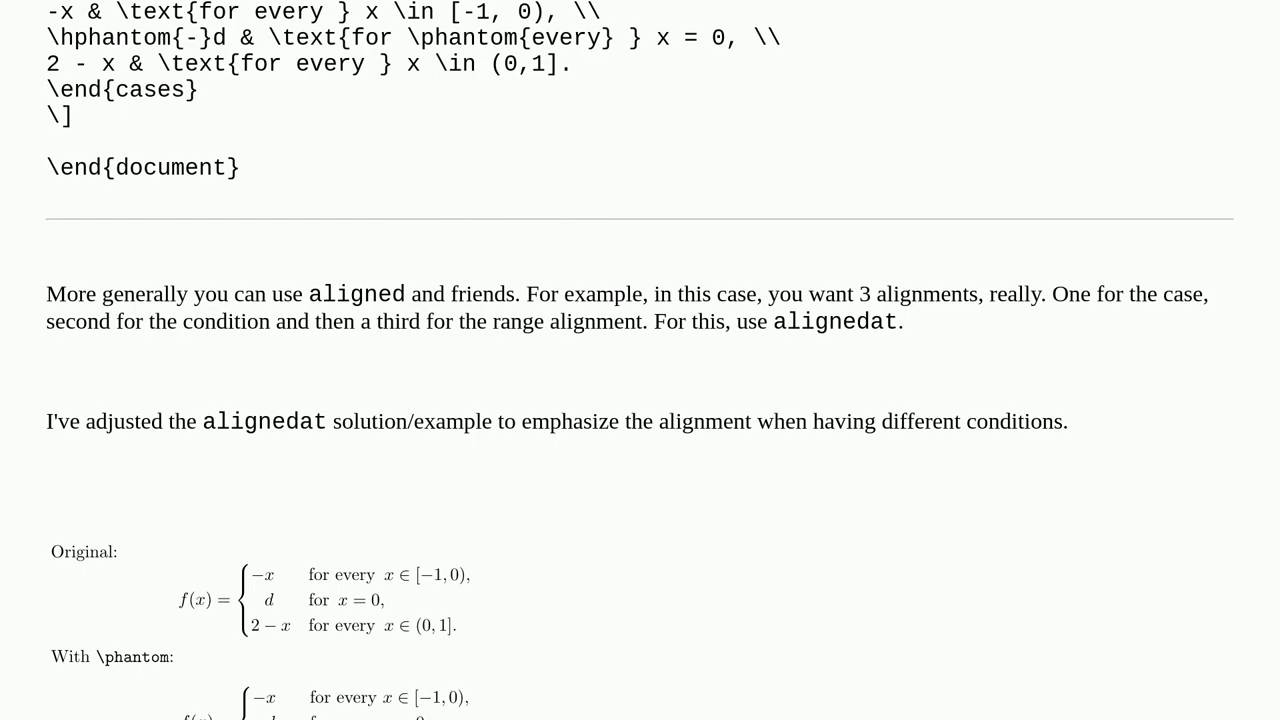 -x & \text{for every } x \in [-1, 0), \\
\hphantom{-}d & \text{for \phantom{every} } x = 0, \\
2 - x & \text{for every } x \in (0,1].
\end{cases}
\]
\end{document}
More generally you can use aligned and friends. For example, in this case, you want 3 alignments, really. One for the case,
second for the condition and then a third for the range alignment. For this, use alignedat.
I've adjusted the alignedat solution/example to emphasize the alignment when having different conditions.
Original:
−x for every x ∈ [−1, 0),
f(x) = { d for x = 0,
2 − x for every x ∈ (0, 1].
With \phantom:
−x for every x ∈ [−1, 0),